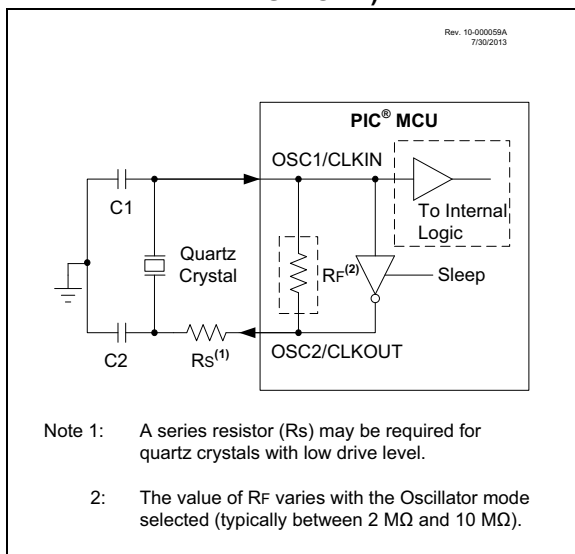 Rev. 10-000059A
7/30/2013
PIC® MCU
OSC1/CLKIN
C1
To Internal
Logic
Quartz
Crystal
RF(2)
Sleep
C2
RS(1)
OSC2/CLKOUT
Note 1: A series resistor (Rs) may be required for
quartz crystals with low drive level.
2: The value of RF varies with the Oscillator mode
selected (typically between 2 MΩ and 10 MΩ).